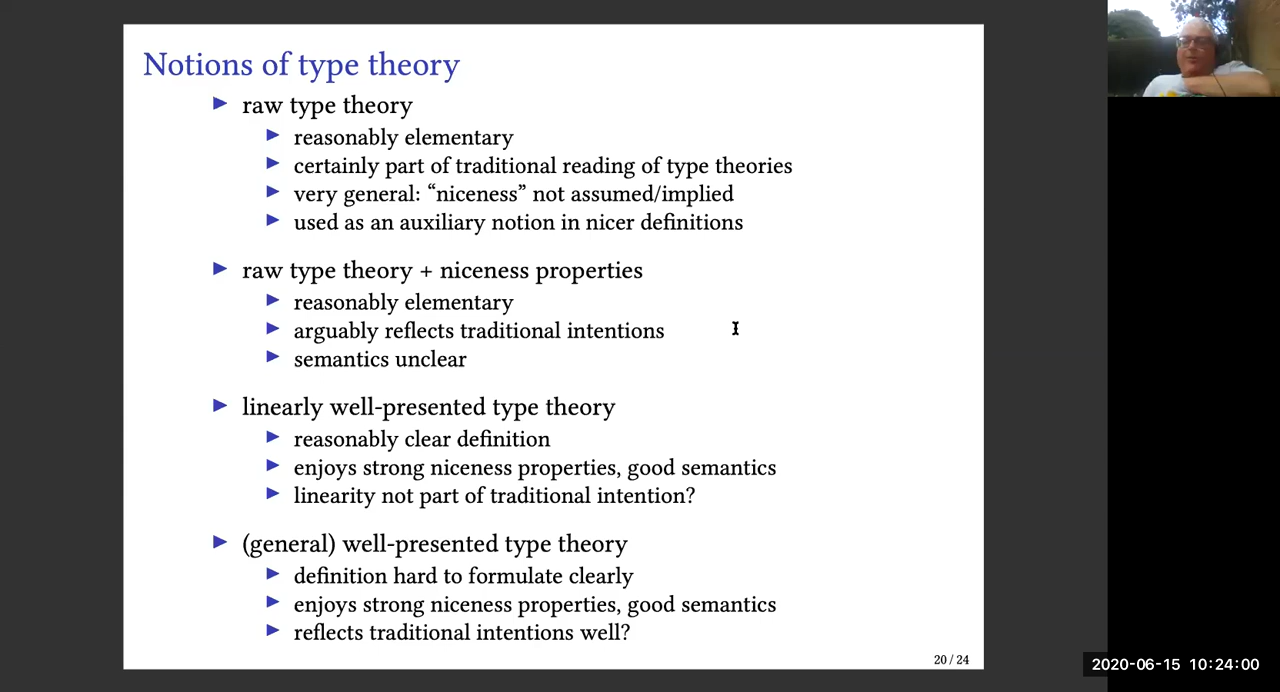 Notions of type theory
raw type theory
reasonably elementary
certainly part of traditional reading of type theories
very general: “niceness” not assumed/implied
used as an auxiliary notion in nicer definitions
raw type theory + niceness properties
reasonably elementary
arguably reflects traditional intentions
semantics unclear
linearly well-presented type theory
reasonably clear definition
enjoys strong niceness properties, good semantics
linearity not part of traditional intention?
(general) well-presented type theory
definition hard to formulate clearly
enjoys strong niceness properties, good semantics
reflects traditional intentions well?
20 / 24
2020-06-15 10:24:00